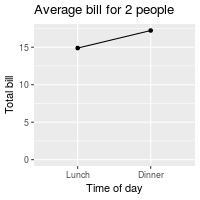 Average bill for 2 people
Total bill
15
10
5
0
Lunch Dinner
Time of day